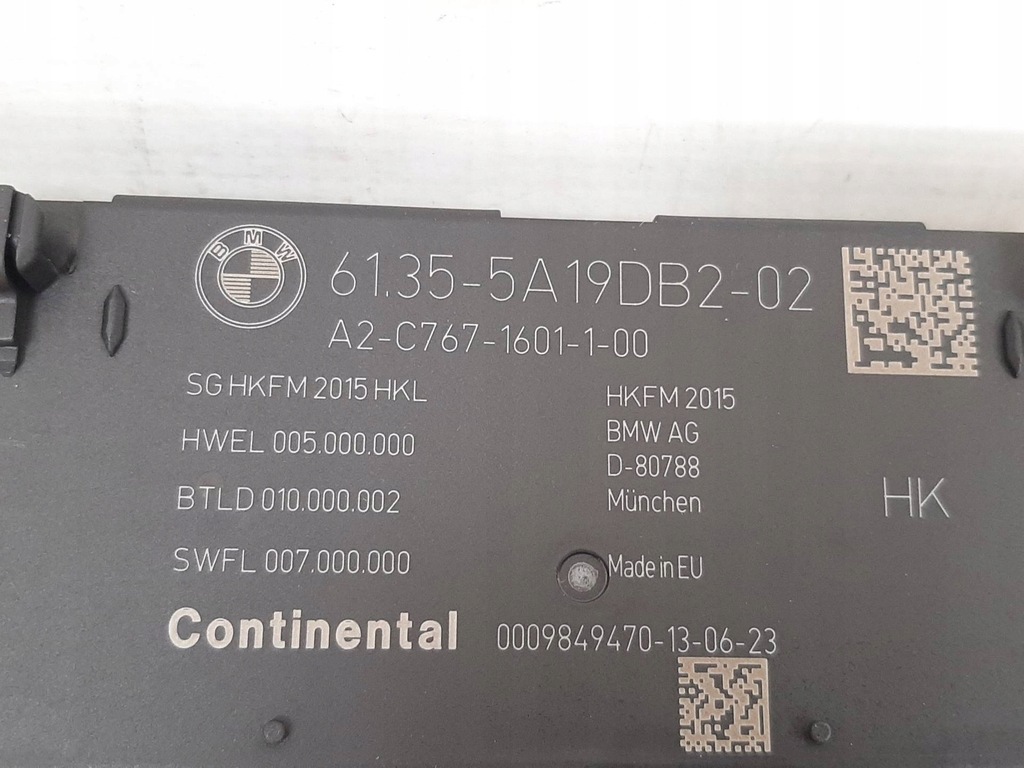 BMW
61.35-5A19DB2-02
A2-C767-1601-1-00
SG HKFM 2015 HKL
HWEL 005.000.000
BTLD 010.000.002
SWFL 007.000.000
HKFM 2015
BMW AG
D-80788
München
Made in EU
HK
Continental
0009849470-13-06-23